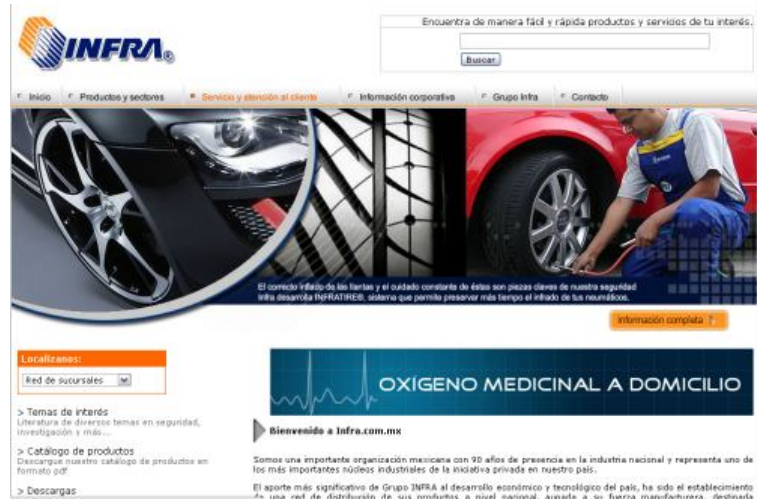 Encuentra de manera fácil y rápida productos y servicios de tu interés.
INFRA®
Buscar
Inicio Productos y sectores Servicio y atención al cliente Información corporativa Grupo Infra Contacto
El correcto inflado de las llantas y el cuidado constante de éstas son piezas claves de nuestra seguridad
Infra desarrolla INFRATIRE®, sistema que permite preservar más tiempo el inflado de tus neumáticos.
Información completa
Localízanos:
Red de sucursales
OXÍGENO MEDICINAL A DOMICILIO
> Temas de interés
Literatura de diversos temas en seguridad,
investigación y más...
Bienvenido a Infra.com.mx
> Catálogo de productos
Descargue nuestro catálogo de productos en
formato pdf
Somos una importante organización mexicana con 90 años de presencia en la industria nacional y representa uno de
los más importantes núcleos industriales de la iniciativa privada en nuestro país.
> Descargas
El aporte más significativo de Grupo INFRA al desarrollo económico y tecnológico del país, ha sido el establecimiento
de una red de distribución de sus productos a nivel nacional, aunada a su fuerza manufacturera, destinada